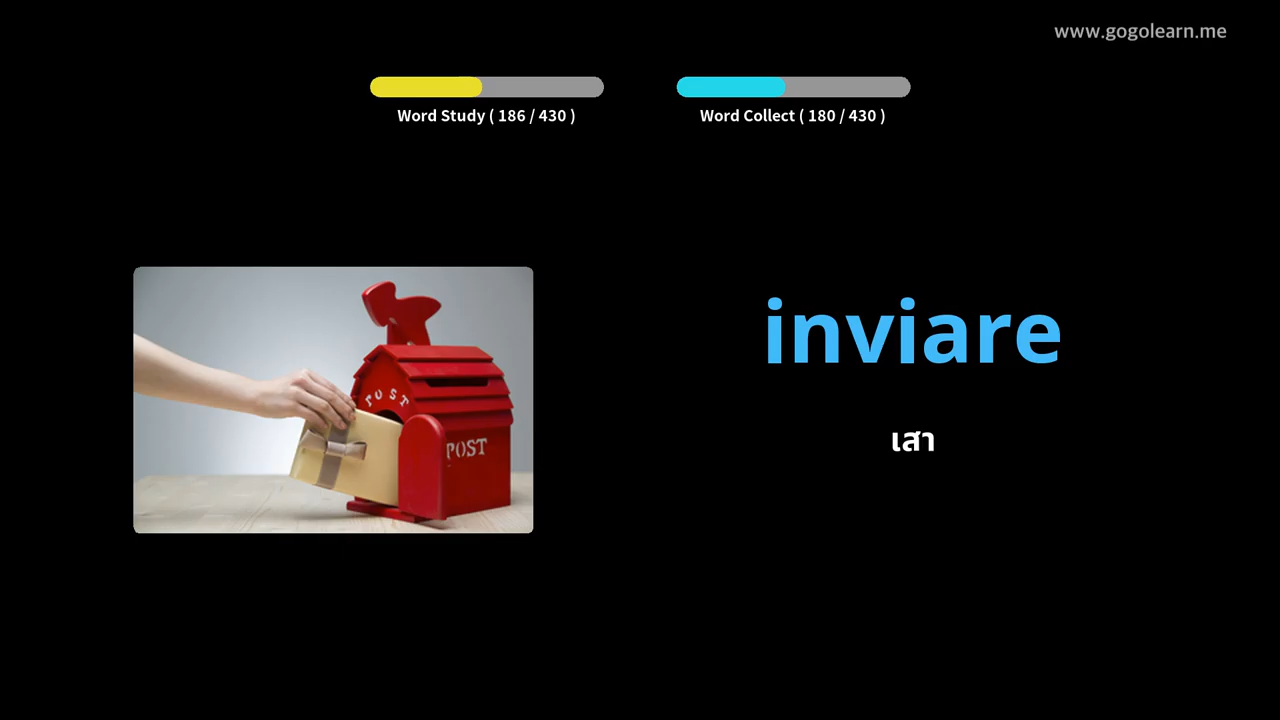 www.gogolearn.me
Word Study ( 186 / 430 )
Word Collect ( 180 / 430 )
inviare
เสา
POST
POST